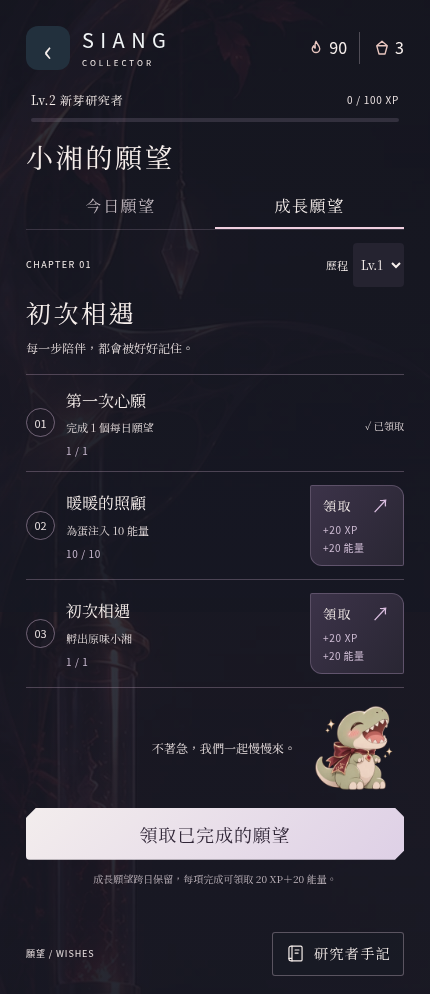 SIANG
COLLECTOR
90
3
Lv.2 新芽研究者
0 / 100 XP
小湘的願望
今日願望
成長願望
CHAPTER 01
歷程
Lv.1
初次相遇
每一步陪伴，都會被好好記住。
01
第一次心願
完成 1 個每日願望
1 / 1
✓已領取
02
暖暖的照顧
為蛋注入 10 能量
10 / 10
領取
+20 XP
+20 能量
03
初次相遇
孵出原味小湘
1 / 1
領取
+20 XP
+20 能量
不著急，我們一起慢慢來。
領取已完成的願望
成長願望跨日保留，每項完成可領取 20 XP＋20 能量。
願望 / WISHES
研究者手記